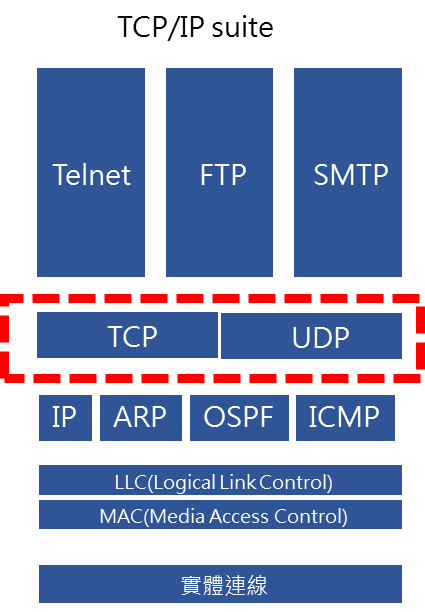 TCP/IP suite
Telnet FTP SMTP
TCP UDP
IP ARP OSPF ICMP
LLC(Logical Link Control)
MAC(Media Access Control)
實體連線